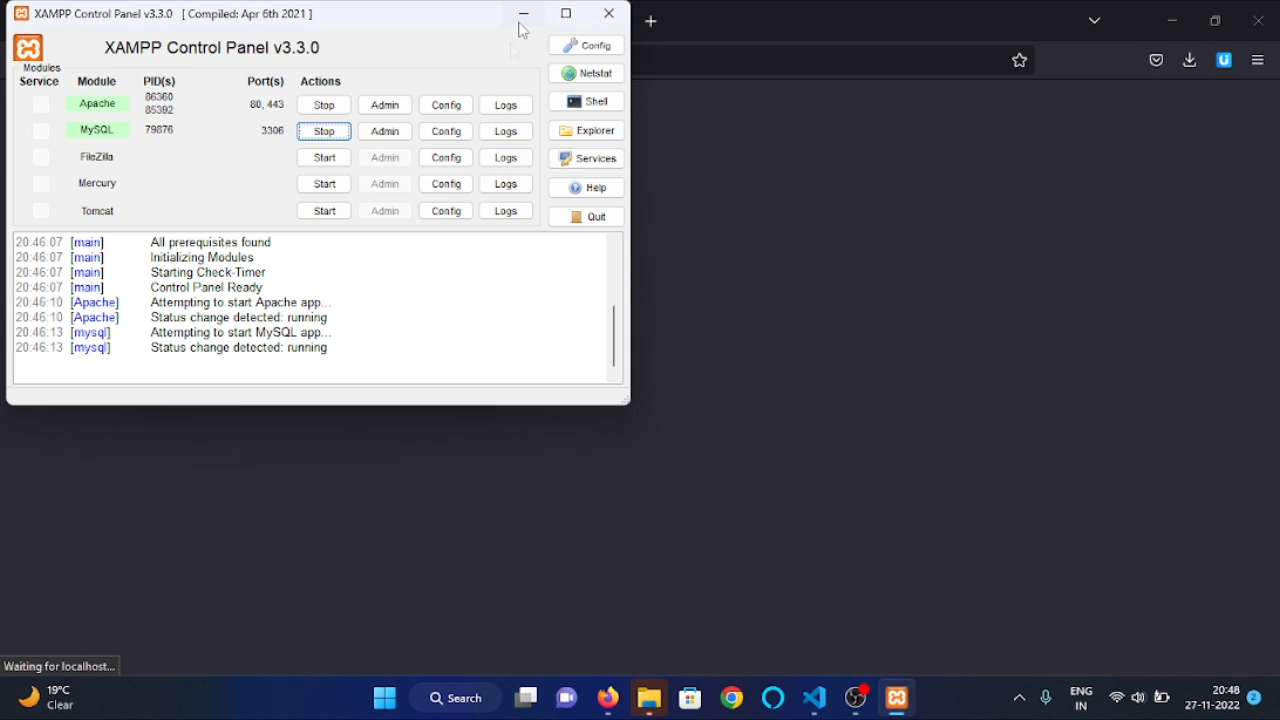 XAMPP Control Panel v3.3.0 [ Compiled: Apr 6th 2021 ]
XAMPP Control Panel v3.3.0
Config
Modules
Service Module PID(s) Port(s) Actions
Netstat
Apache 86360 85392 80, 443 Stop Admin Config Logs
Shell
MySQL 79876 3306 Stop Admin Config Logs
Explorer
FileZilla Start Admin Config Logs
Services
Mercury Start Admin Config Logs
Help
Tomcat Start Admin Config Logs
Quit
20:46:07 [main] All prerequisites found
20:46:07 [main] Initializing Modules
20:46:07 [main] Starting Check-Timer
20:46:07 [main] Control Panel Ready
20:46:10 [Apache] Attempting to start Apache app...
20:46:10 [Apache] Status change detected: running
20:46:13 [mysql] Attempting to start MySQL app...
20:46:13 [mysql] Status change detected: running
Waiting for localhost...
19°C
Clear
Search
ENG
IN
20:48
27-11-2022
2